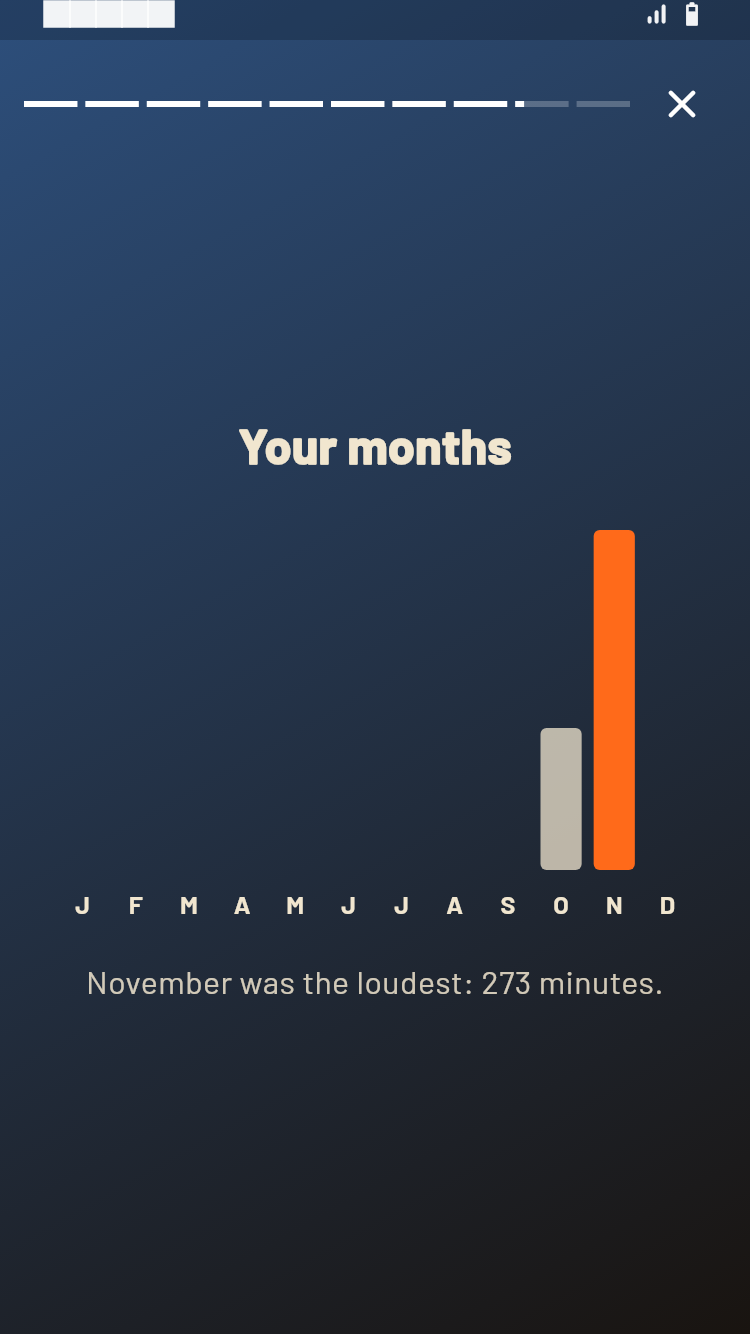 Your months
J F M A M J J A S O N D
November was the loudest: 273 minutes.